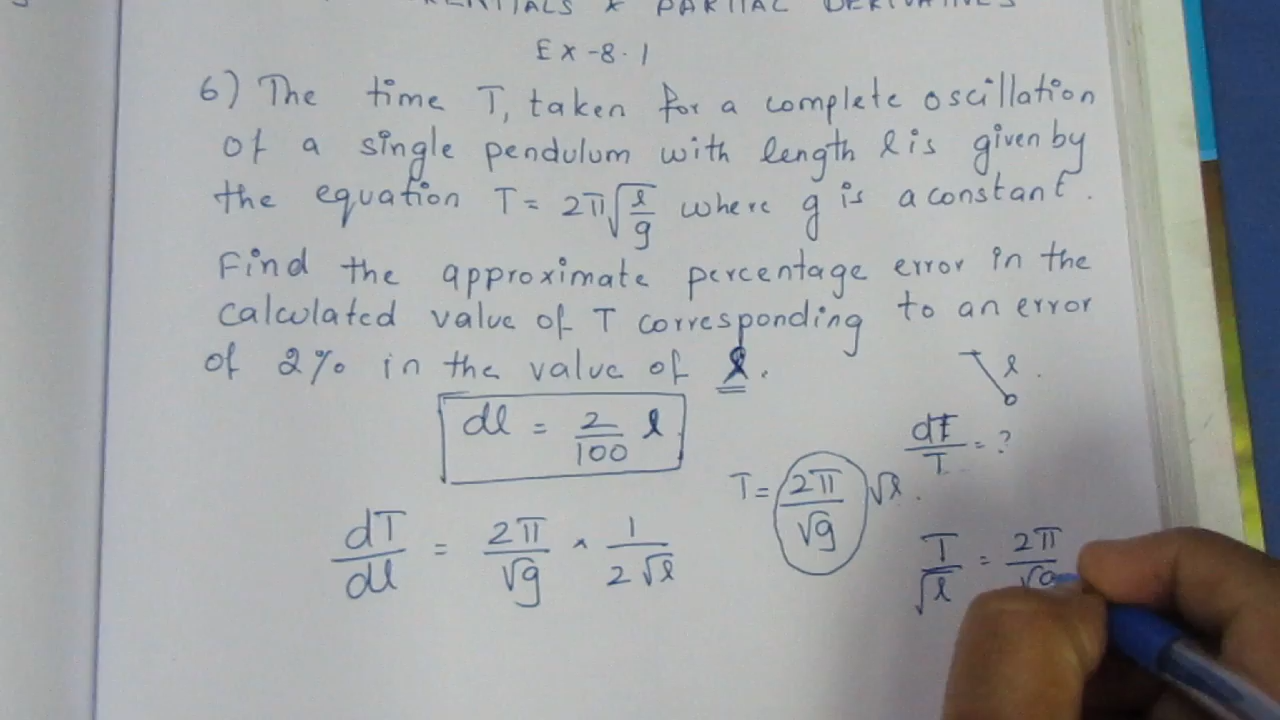 PARTIAL DERIVATIVES
Ex-8.1
6) The time T, taken for a complete oscillation
of a single pendulum with length l is given by
the equation T = 2π√(l/g) where g is a constant.
Find the approximate percentage error in the
calculated value of T corresponding to an error
of 2% in the value of l.
l.
dl = 2/100 l
dT/T = ?
T = 2π/√g √l.
dT/dl = 2π/√g × 1/2√l
T/√l = 2π/√g